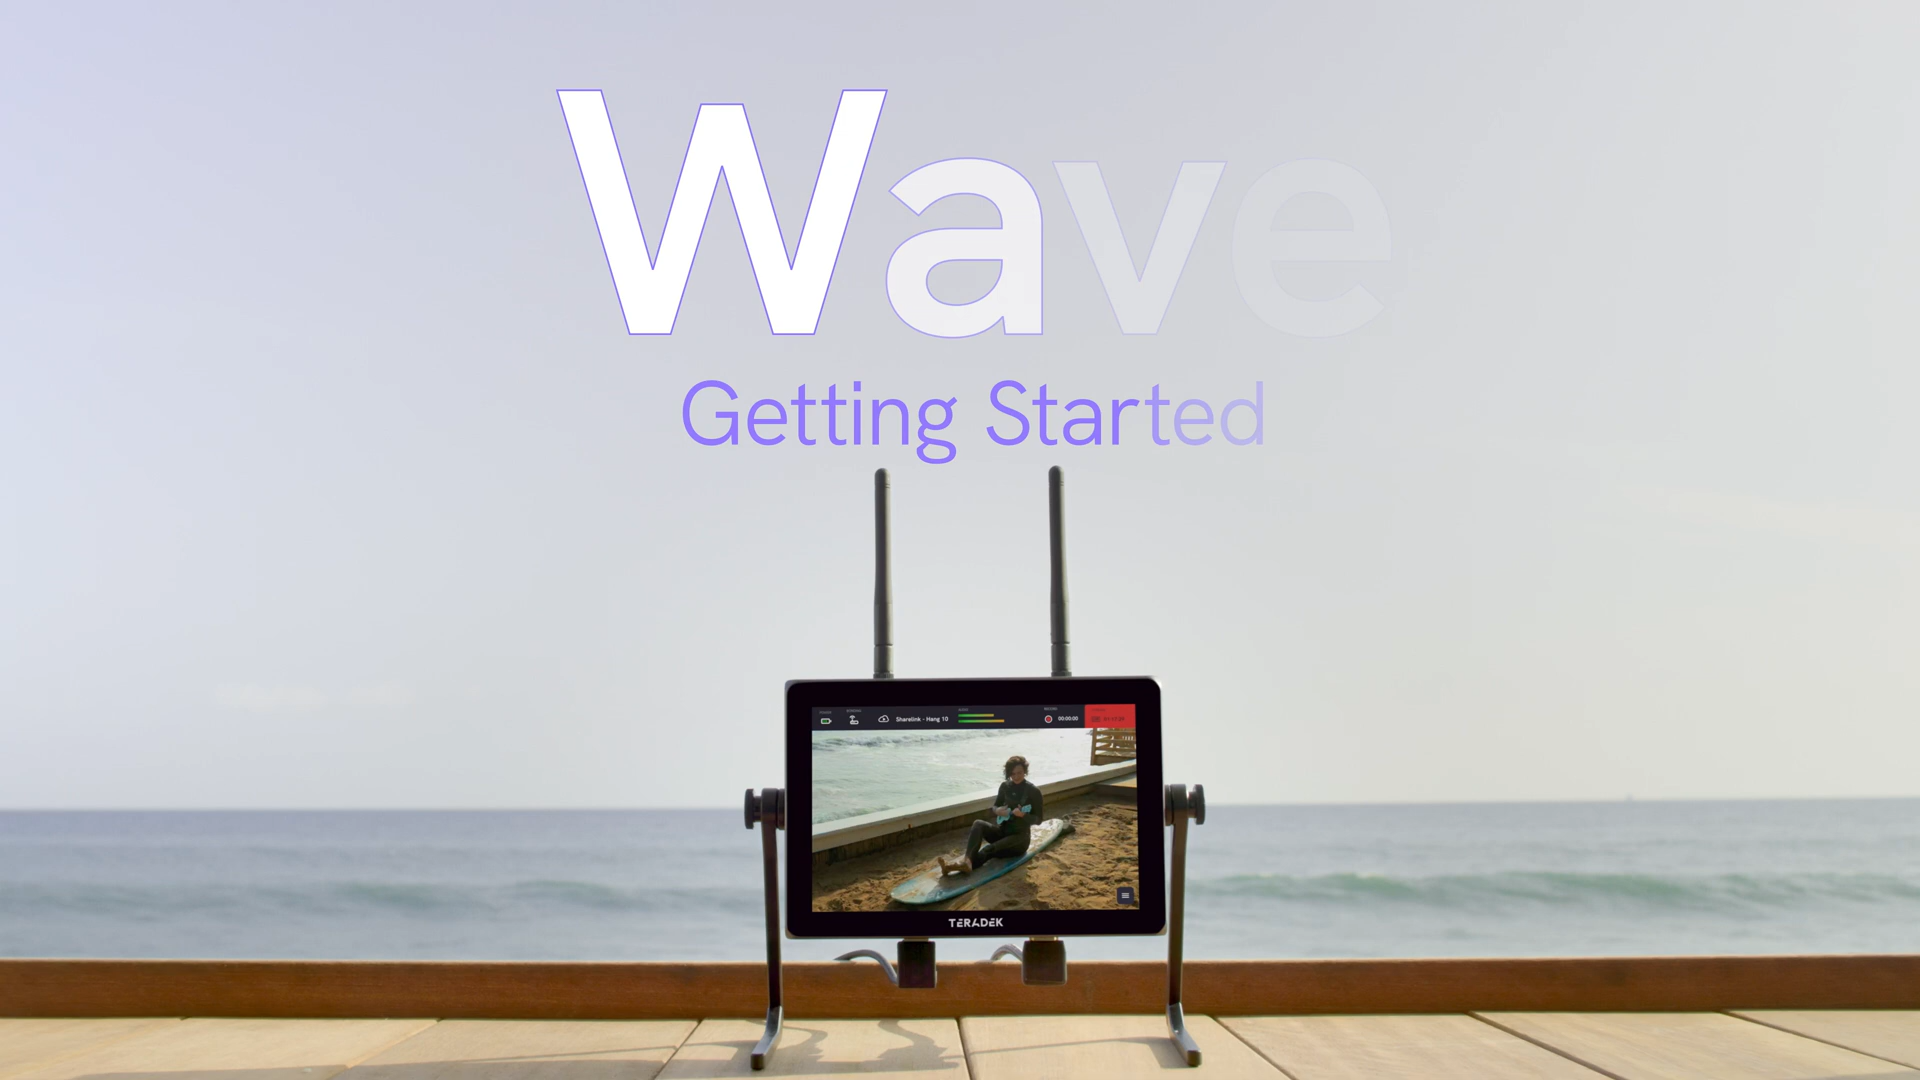 Wave
Getting Started
Sharelink - Hang 10
00:00:00
TERADEK